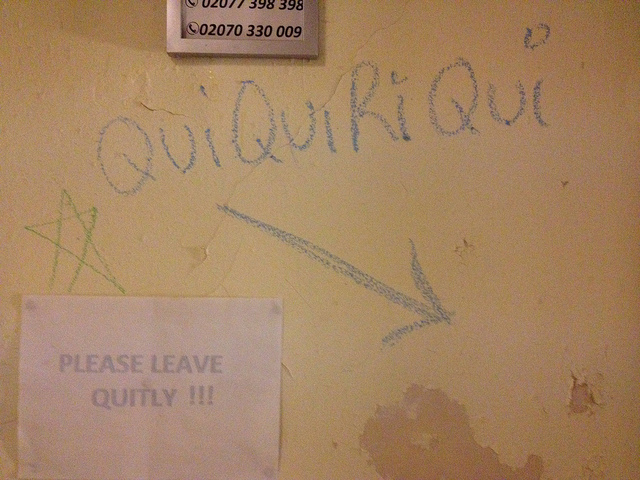 02077 398 398
02070 330 009
QUiQUiRiQUi
PLEASE LEAVE
QUITLY !!!